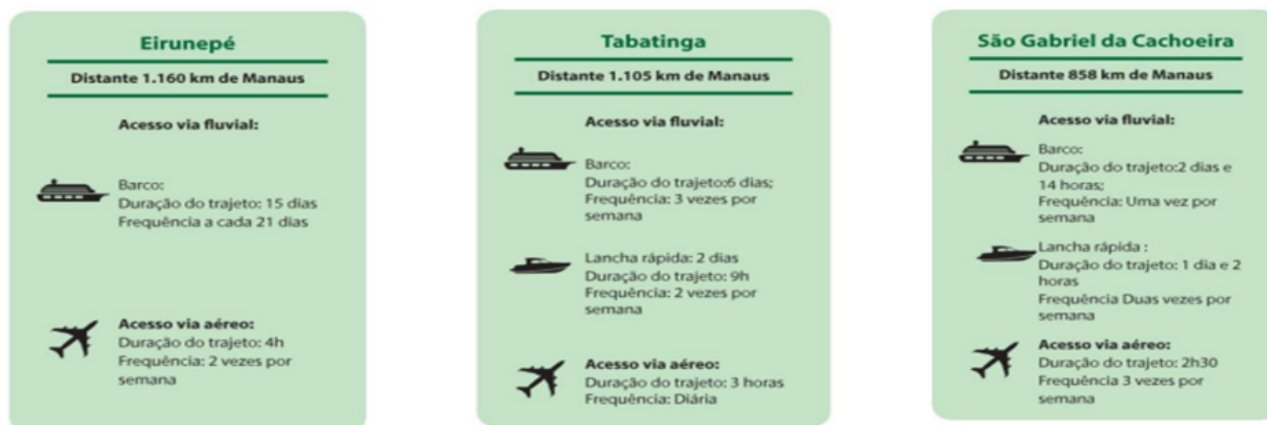 Eirunepé
Distante 1.160 km de Manaus
Acesso via fluvial:
Barco:
Duração do trajeto: 15 dias
Frequência a cada 21 dias
Acesso via aéreo:
Duração do trajeto: 4h
Frequência: 2 vezes por
semana
Tabatinga
Distante 1.105 km de Manaus
Acesso via fluvial:
Barco:
Duração do trajeto:6 dias;
Frequência: 3 vezes por
semana
Lancha rápida: 2 dias
Duração do trajeto: 9h
Frequência: 2 vezes por
semana
Acesso via aéreo:
Duração do trajeto: 3 horas
Frequência: Diária
São Gabriel da Cachoeira
Distante 858 km de Manaus
Acesso via fluvial:
Barco:
Duração do trajeto:2 dias e
14 horas;
Frequência: Uma vez por
semana
Lancha rápida :
Duração do trajeto: 1 dia e 2
horas
Frequência Duas vezes por
semana
Acesso via aéreo:
Duração do trajeto: 2h30
Frequência 3 vezes por
semana